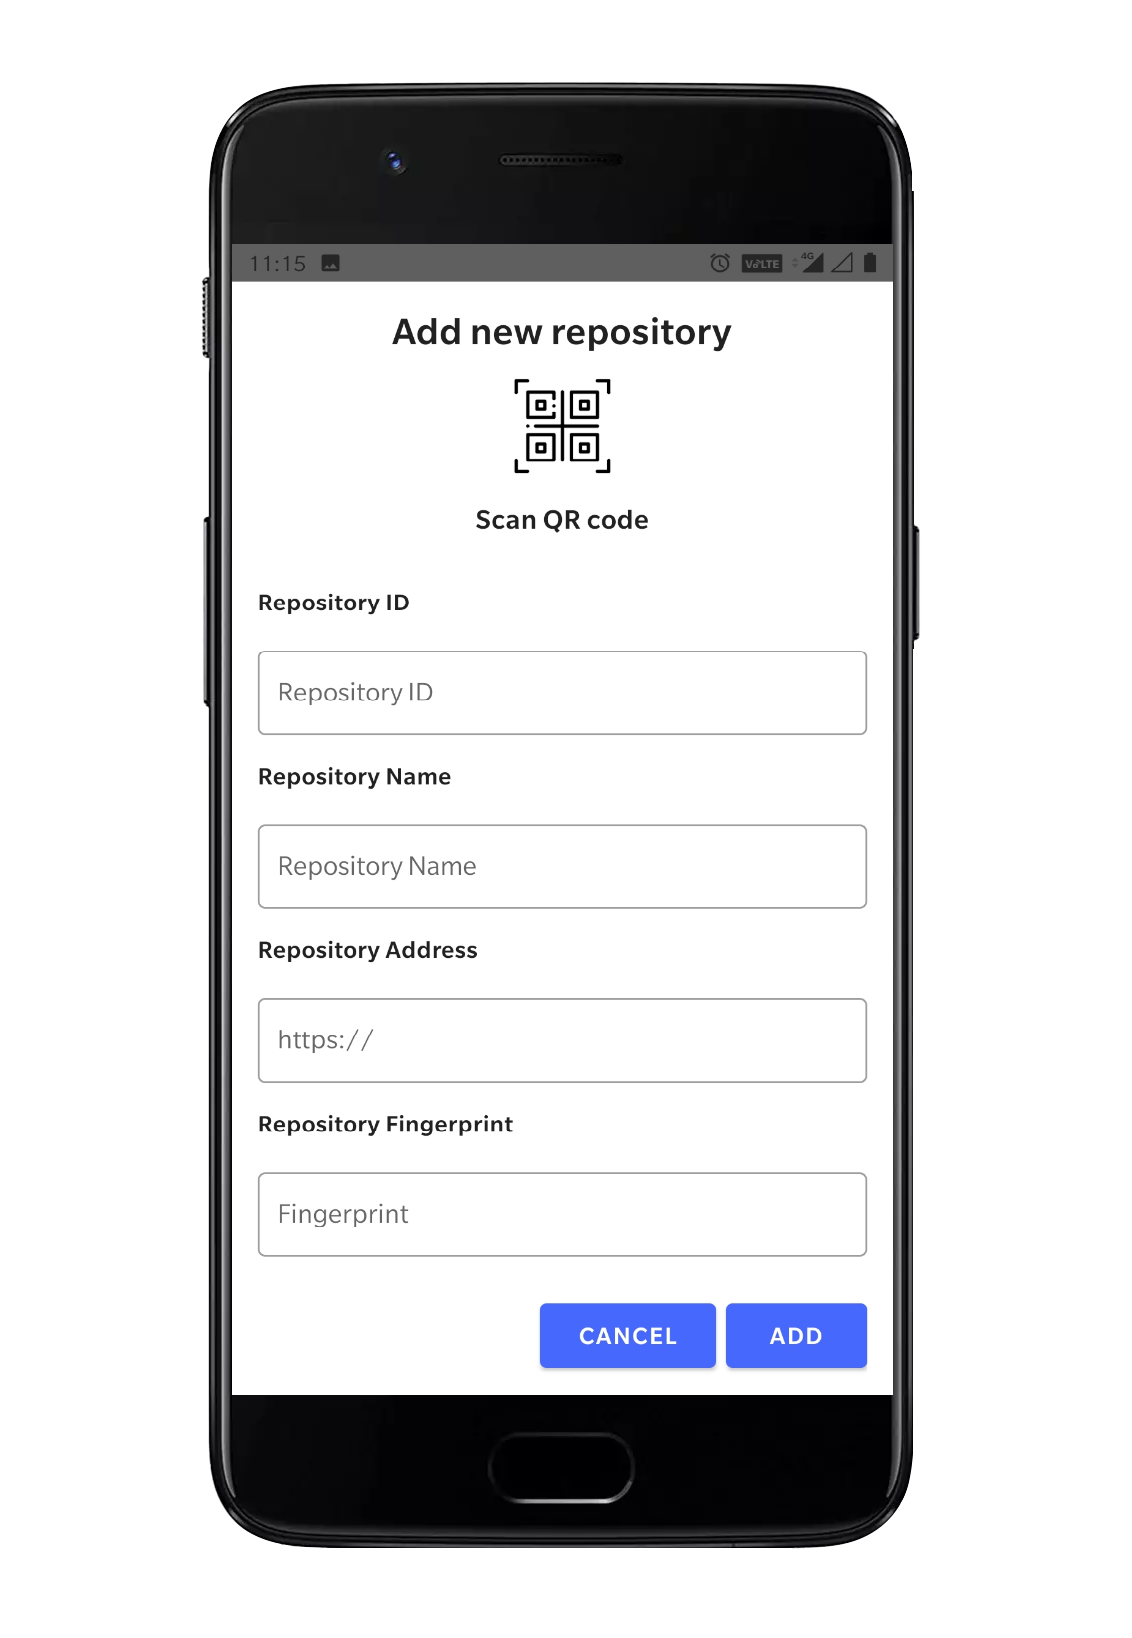 11:15 VoLTE 4G
Add new repository
Scan QR code
Repository ID
Repository ID
Repository Name
Repository Name
Repository Address
https://
Repository Fingerprint
Fingerprint
CANCEL ADD